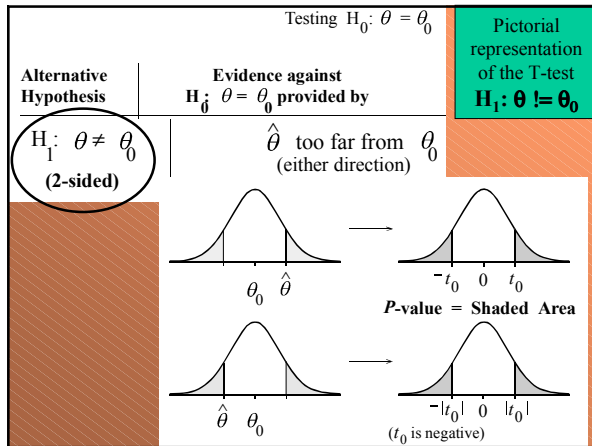 Testing H₀: θ = θ₀
Pictorial
representation
of the T-test
H₁: θ != θ₀
Alternative
Hypothesis
Evidence against
H₀: θ = θ₀ provided by
H₁: θ ≠ θ₀
(2-sided)
θ̂ too far from θ₀
(either direction)
θ₀ θ̂
−t₀ 0 t₀
P-value = Shaded Area
θ̂ θ₀
−|t₀| 0 |t₀|
(t₀ is negative)